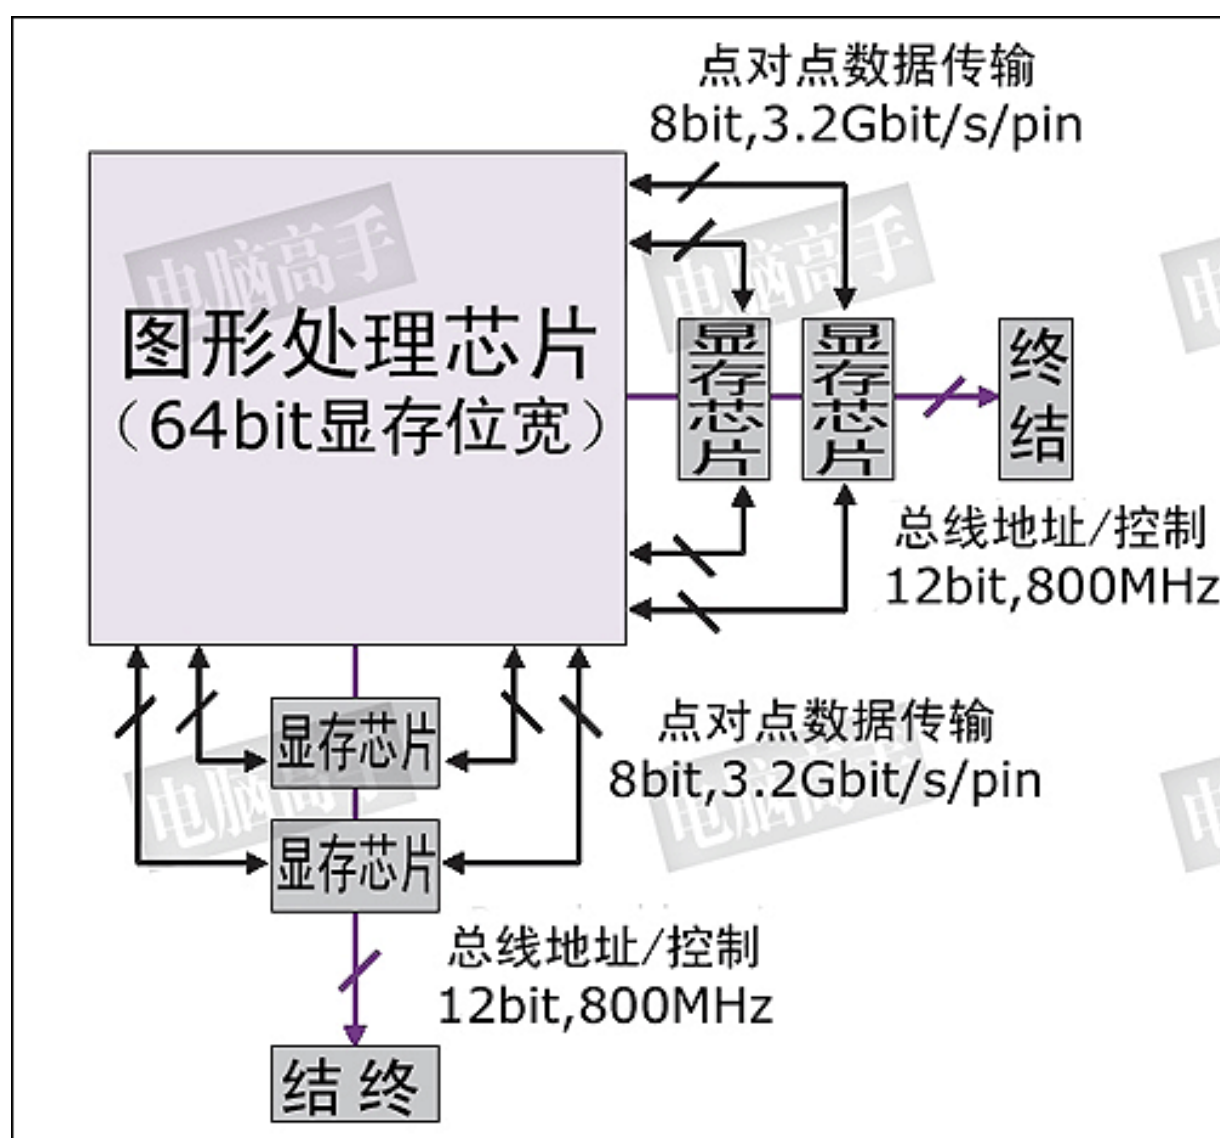 点对点数据传输
8bit,3.2Gbit/s/pin
电脑高手
电脑高手
图形处理芯片
（64bit显存位宽）
显存芯片
显存芯片
终结
总线地址/控制
12bit,800MHz
显存芯片
点对点数据传输
8bit,3.2Gbit/s/pin
电脑高手
电脑高手
显存芯片
总线地址/控制
12bit,800MHz
结终